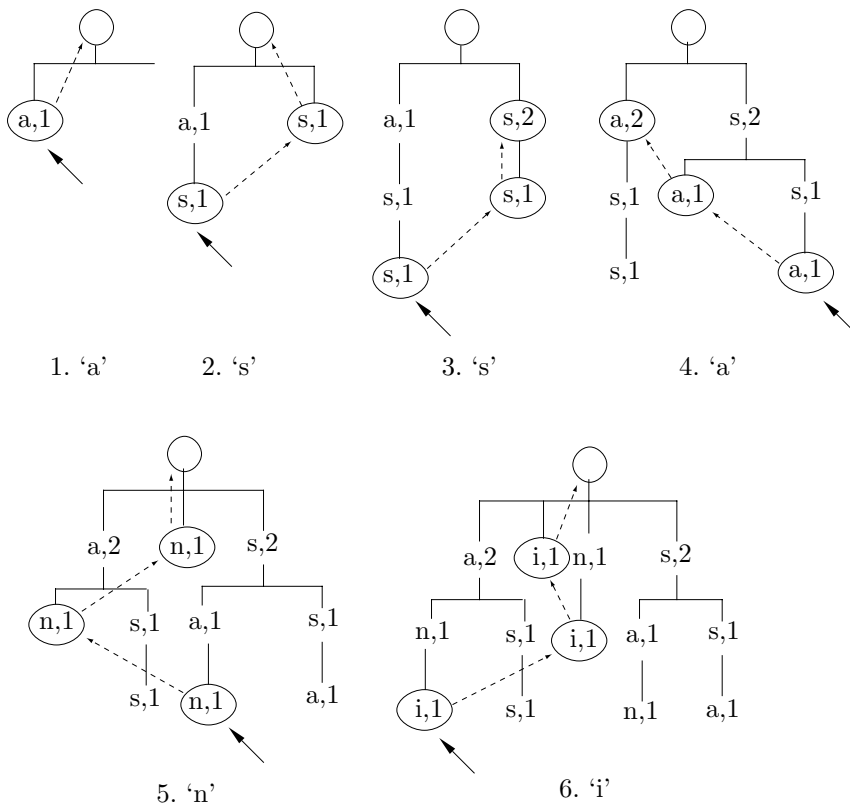 a,1
a,1 s,1
s,1
a,1 s,2
s,1 s,1
s,1
a,2 s,2
s,1 a,1 s,1
s,1 a,1
1. ‘a’ 2. ‘s’ 3. ‘s’ 4. ‘a’
a,2 n,1 s,2
n,1 s,1 a,1 s,1
s,1 n,1 a,1
a,2 i,1 n,1 s,2
n,1 s,1 i,1 a,1 s,1
i,1 s,1 n,1 a,1
5. ‘n’ 6. ‘i’